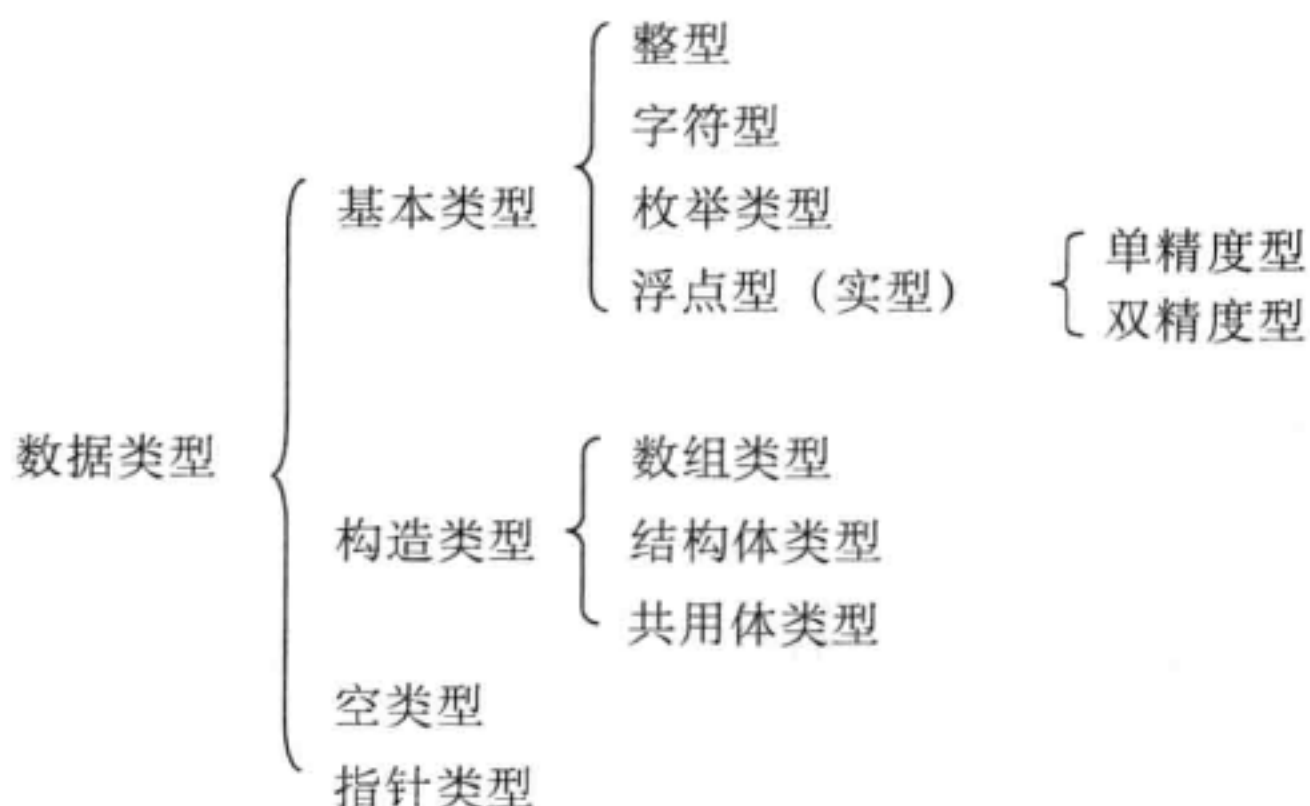 整型
字符型
基本类型
枚举类型
浮点型（实型）
单精度型
双精度型
数据类型
数组类型
构造类型
结构体类型
共用体类型
空类型
指针类型